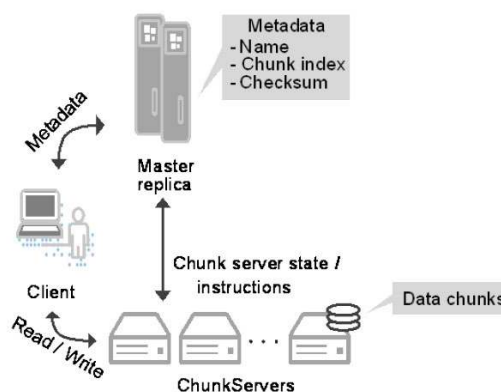 Metadata
- Name
- Chunk index
- Checksum
Metadata
Master
replica
Chunk server state /
instructions
Client
Data chunks
Read / Write
ChunkServers